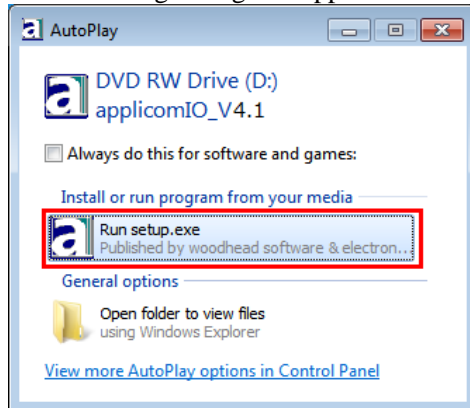 AutoPlay
DVD RW Drive (D:)
applicomIO_V4.1
Always do this for software and games:
Install or run program from your media
Run setup.exe
Published by woodhead software & electron...
General options
Open folder to view files
using Windows Explorer
View more AutoPlay options in Control Panel